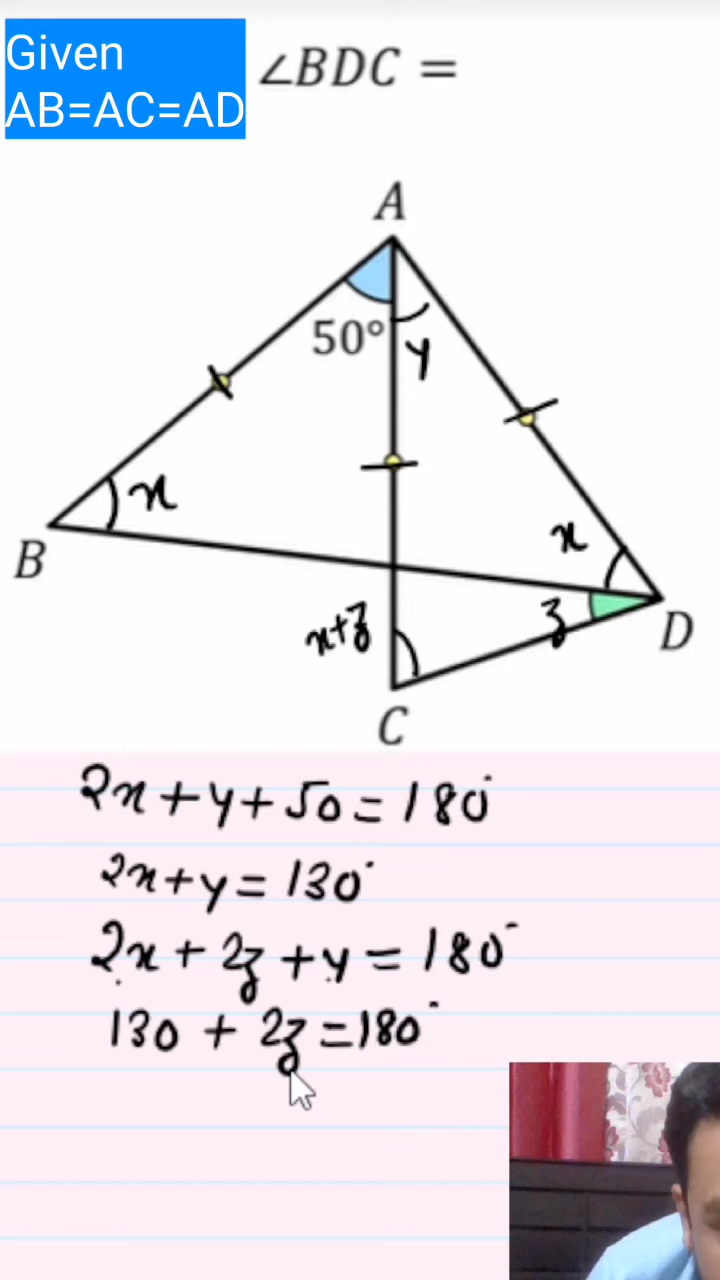 Given
AB=AC=AD
∠BDC =
A
50°
y
x
B
x
x+z
z
D
C
2x+y+50=180°
2x+y=130°
2x+2z+y=180°
130+2z=180°